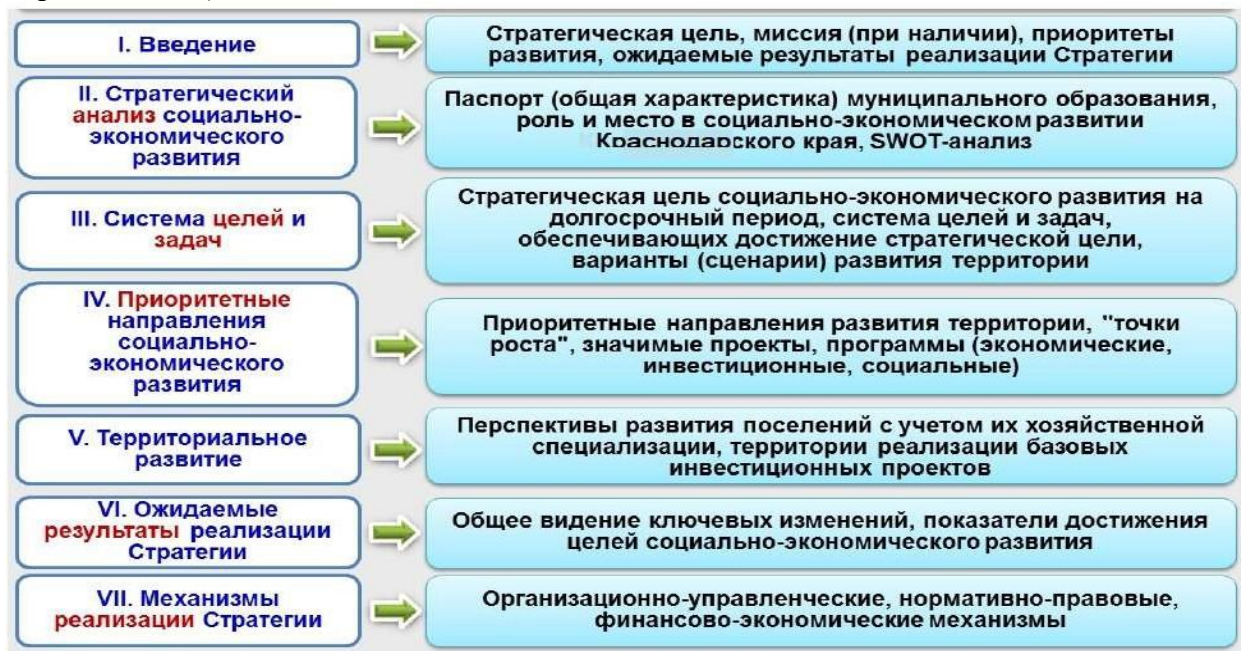 I. Введение
Стратегическая цель, миссия (при наличии), приоритеты
развития, ожидаемые результаты реализации Стратегии
II. Стратегический
анализ социально-
экономического
развития
Паспорт (общая характеристика) муниципального образования,
роль и место в социально-экономическом развитии
Краснодарского края, SWOT-анализ
III. Система целей и
задач
Стратегическая цель социально-экономического развития на
долгосрочный период, система целей и задач,
обеспечивающих достижение стратегической цели,
варианты (сценарии) развития территории
IV. Приоритетные
направления
социально-
экономического
развития
Приоритетные направления развития территории, "точки
роста", значимые проекты, программы (экономические,
инвестиционные, социальные)
V. Территориальное
развитие
Перспективы развития поселений с учетом их хозяйственной
специализации, территории реализации базовых
инвестиционных проектов
VI. Ожидаемые
результаты реализации
Стратегии
Общее видение ключевых изменений, показатели достижения
целей социально-экономического развития
VII. Механизмы
реализации Стратегии
Организационно-управленческие, нормативно-правовые,
финансово-экономические механизмы